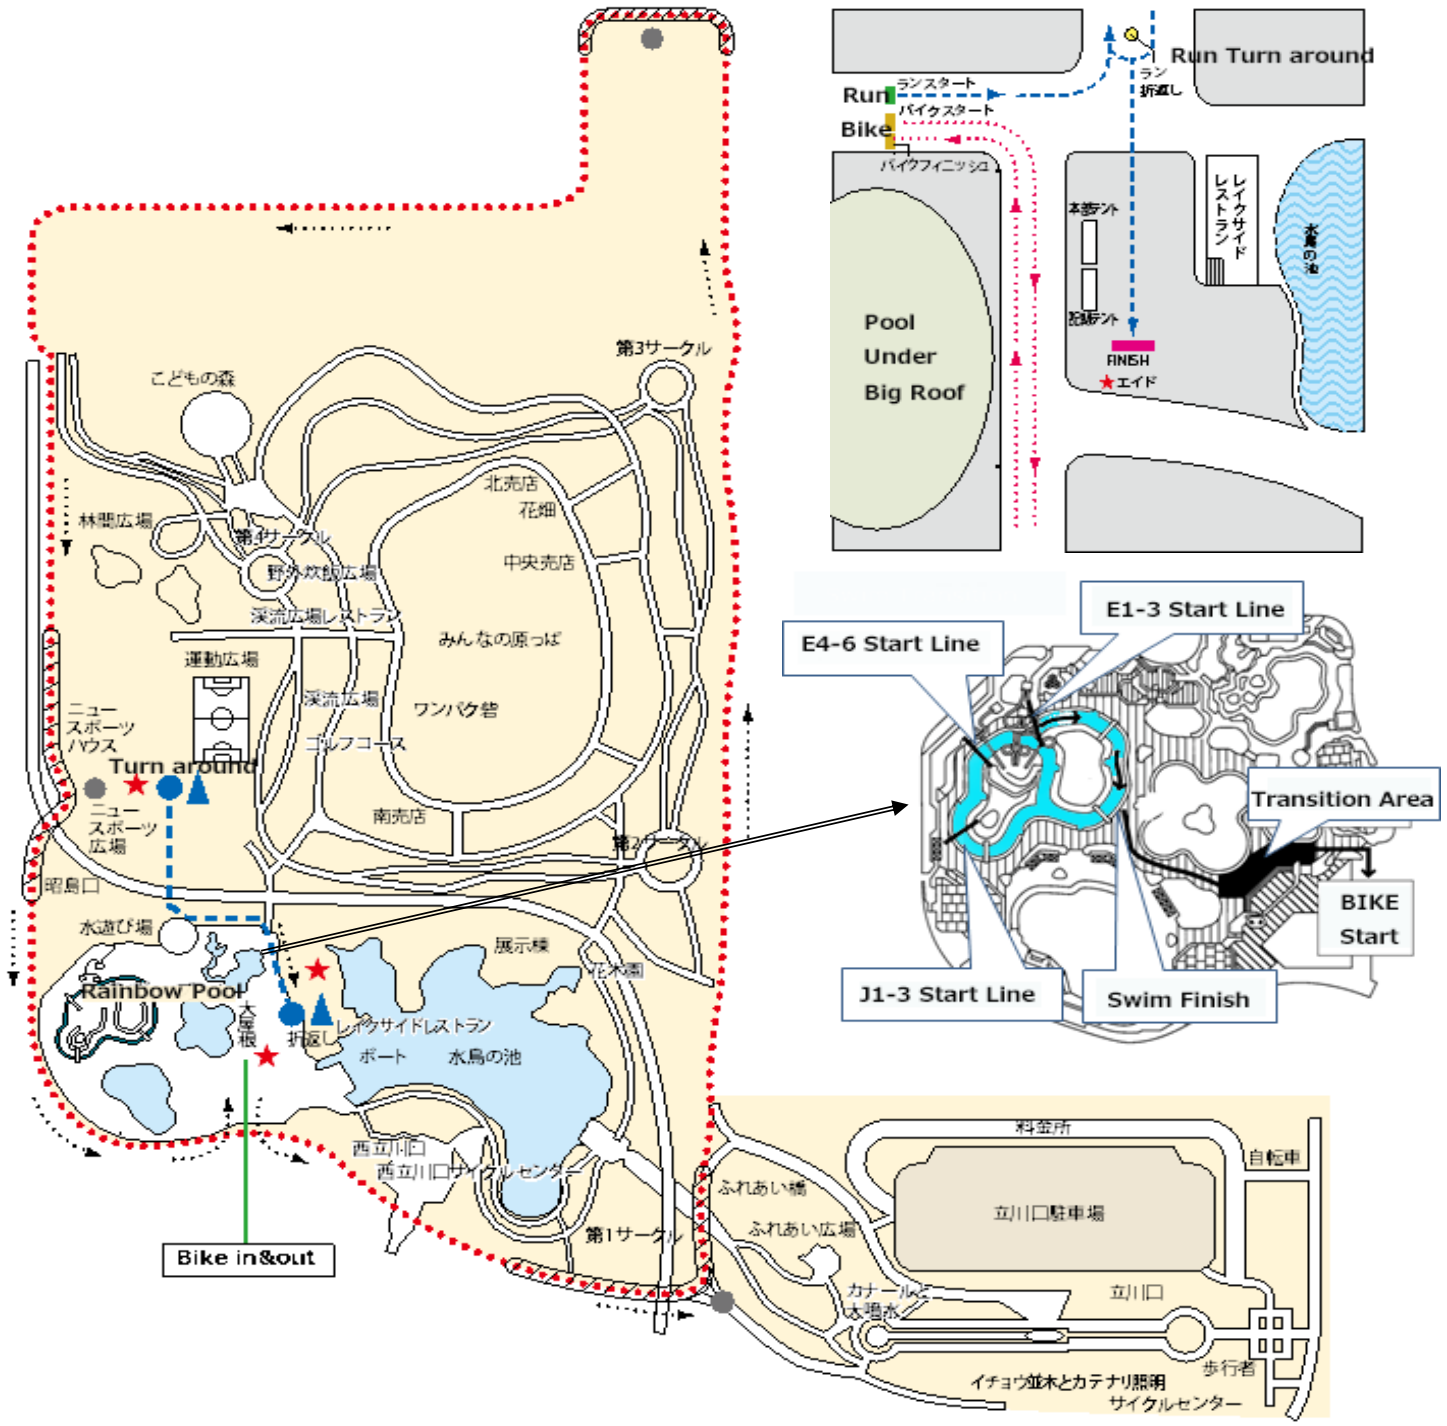 Run Turn around
ランスタート
ラン
折返し
Run
バイクスタート
Bike
バイクフィニッシュ
レイクサイド
レストラン
本部テント
水鳥の池
Pool
Under
Big Roof
記録テント
FINISH
★エイド
第3サークル
こどもの森
北売店
花畑
林間広場
第4サークル
中央売店
野外炊飯広場
渓流広場レストラン
みんなの原っぱ
運動広場
渓流広場
ワンパク砦
ニュー
スポーツ
ハウス
ゴルフコース
Turn around
ニュー
スポーツ
広場
南売店
第2サークル
昭島口
水遊び場
展示棟
花木園
Rainbow Pool
大屋根
折返し
レイクサイドレストラン
ボート
水鳥の池
西立川口
西立川口サイクルセンター
第1サークル
Bike in&out
E1-3 Start Line
E4-6 Start Line
Transition Area
BIKE
Start
J1-3 Start Line
Swim Finish
料金所
自転車
ふれあい橋
立川口駐車場
ふれあい広場
カナールと
大噴水
立川口
歩行者
イチョウ並木とカテナリ照明
サイクルセンター